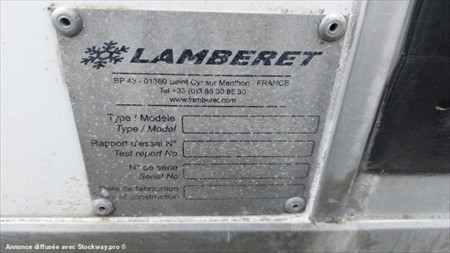 LAMBERET
BP 43 - 01380 Saint Cyr sur Menthon - FRANCE
Tel +33 (0)3 85 30 85 30
www.lamberet.com
Type / Modèle
Type / Model
Rapport d'essai N°
Test report No
N° de série
Serial No
Date de fabrication
of construction
Annonce diffusée avec Stockway.pro ®